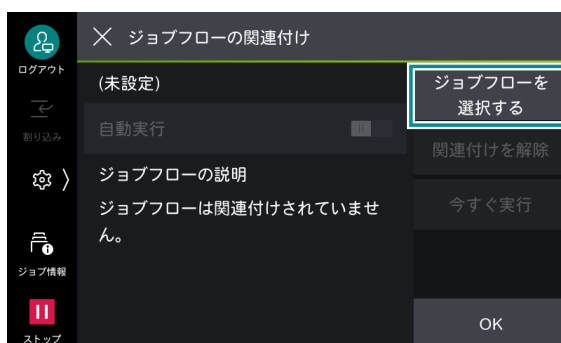 ログアウト
割り込み
ジョブ情報
ストップ
ジョブフローの関連付け
(未設定)
自動実行
ジョブフローの説明
ジョブフローは関連付けされていませ
ん。
ジョブフローを
選択する
関連付けを解除
今すぐ実行
OK